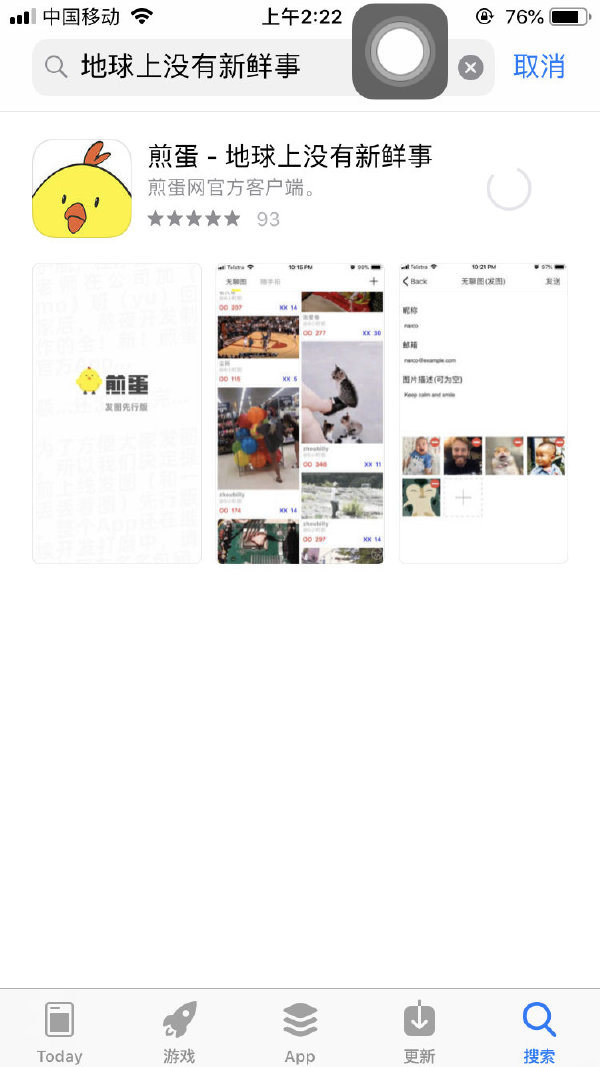 中国移动
上午2:22
76%
地球上没有新鲜事
取消
煎蛋 - 地球上没有新鲜事
煎蛋网官方客户端。
93
煎蛋
发图先行版
Telstra
10:15 PM
99%
无聊图
随手拍
OO 207
XX 14
OO 277
XX 30
OO 115
XX 5
OO 346
XX 11
zhoubilly
OO 174
XX 14
zhoubilly
OO 297
XX 14
Telstra
10:21 PM
97%
Back
无聊图(发图)
发送
昵称
narco
邮箱
narco@example.com
图片描述(可为空)
Keep calm and smile
Today
游戏
App
更新
搜索